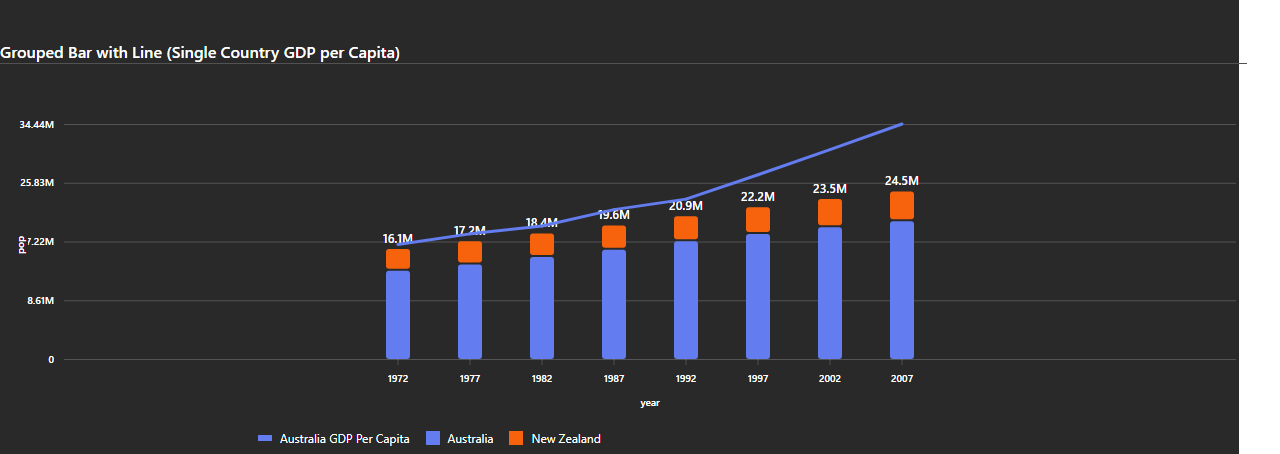 Grouped Bar with Line (Single Country GDP per Capita)
34.44M
25.83M
7.22M
8.61M
0
pop
16.1M
17.2M
18.4M
19.6M
20.9M
22.2M
23.5M
24.5M
1972
1977
1982
1987
1992
1997
2002
2007
year
Australia GDP Per Capita
Australia
New Zealand